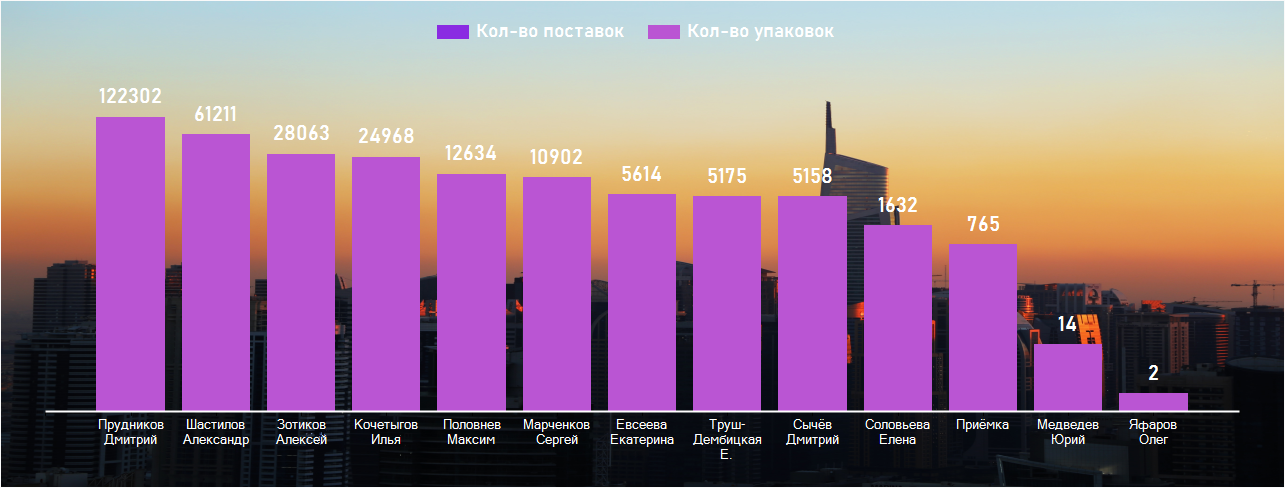 Кол-во поставок Кол-во упаковок
122302 61211 28063 24968 12634 10902 5614 5175 5158 1632 765 14 2
Прудников Дмитрий
Шастилов Александр
Зотиков Алексей
Кочетыгов Илья
Половнев Максим
Марченков Сергей
Евсеева Екатерина
Труш-Дембицкая Е.
Сычёв Дмитрий
Соловьева Елена
Приёмка
Медведев Юрий
Яфаров Олег